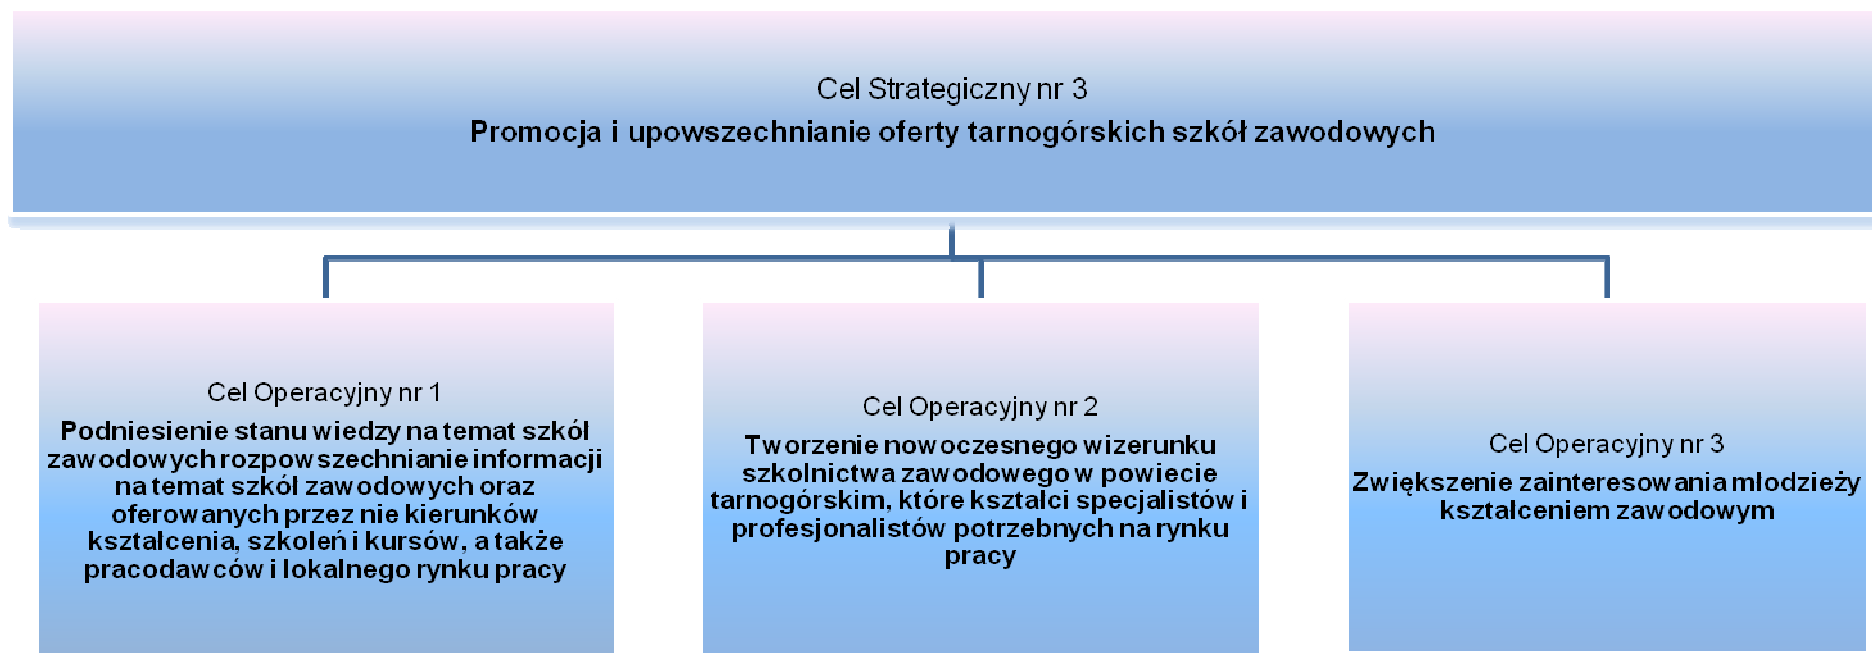 Cel Strategiczny nr 3
Promocja i upowszechnianie oferty tarnogórskich szkół zawodowych
Cel Operacyjny nr 1
Podniesienie stanu wiedzy na temat szkół
zawodowych rozpowszechnianie informacji
na temat szkół zawodowych oraz
oferowanych przez nie kierunków
kształcenia, szkoleń i kursów, a także
pracodawców i lokalnego rynku pracy
Cel Operacyjny nr 2
Tworzenie nowoczesnego wizerunku
szkolnictwa zawodowego w powiecie
tarnogórskim, które kształci specjalistów i
profesjonalistów potrzebnych na rynku
pracy
Cel Operacyjny nr 3
Zwiększenie zainteresowania młodzieży
kształceniem zawodowym